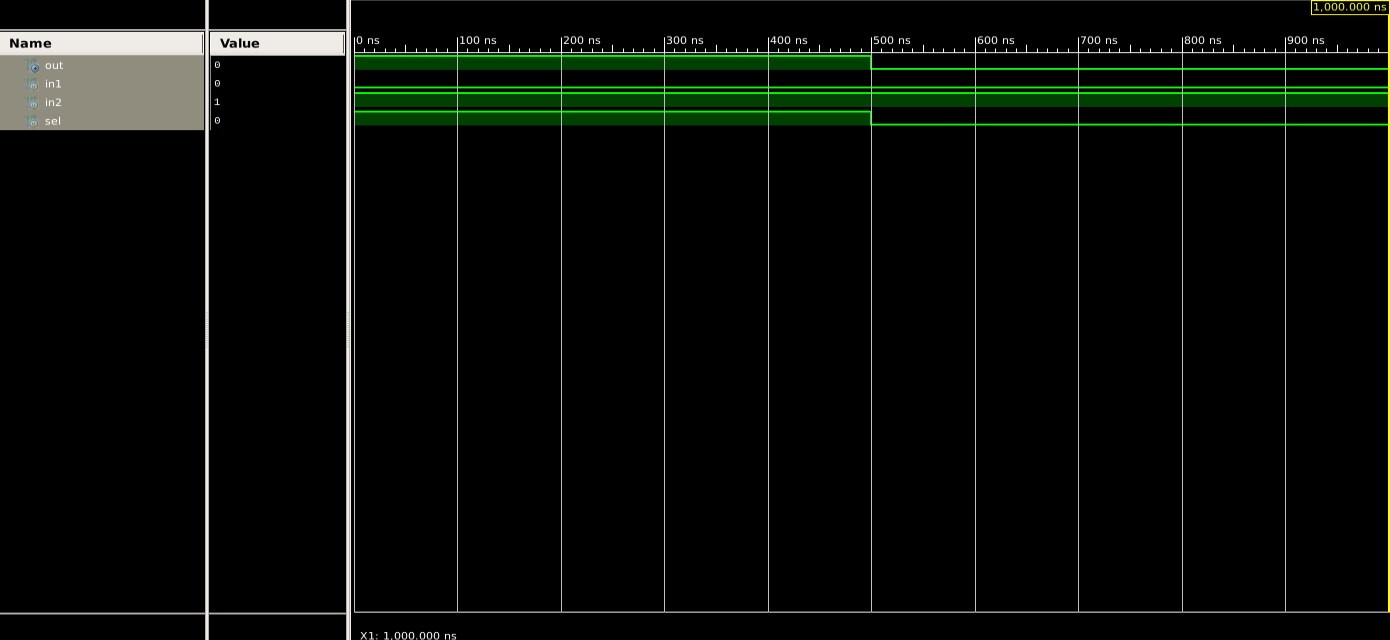 1,000.000 ns
Name Value 0 ns 100 ns 200 ns 300 ns 400 ns 500 ns 600 ns 700 ns 800 ns 900 ns
out 0
in1 0
in2 1
sel 0
X1: 1,000.000 ns